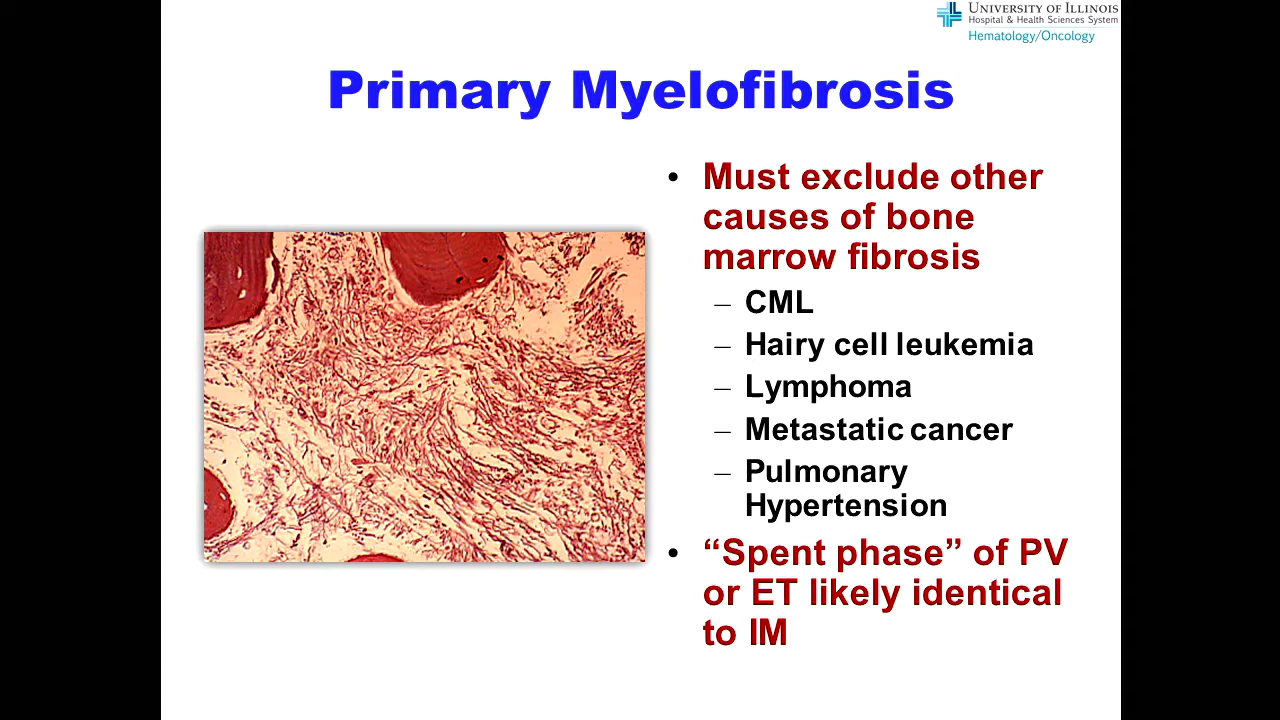 UNIVERSITY OF ILLINOIS
Hospital & Health Sciences System
Hematology/Oncology
Primary Myelofibrosis
• Must exclude other
causes of bone
marrow fibrosis
– CML
– Hairy cell leukemia
– Lymphoma
– Metastatic cancer
– Pulmonary
Hypertension
• “Spent phase” of PV
or ET likely identical
to IM